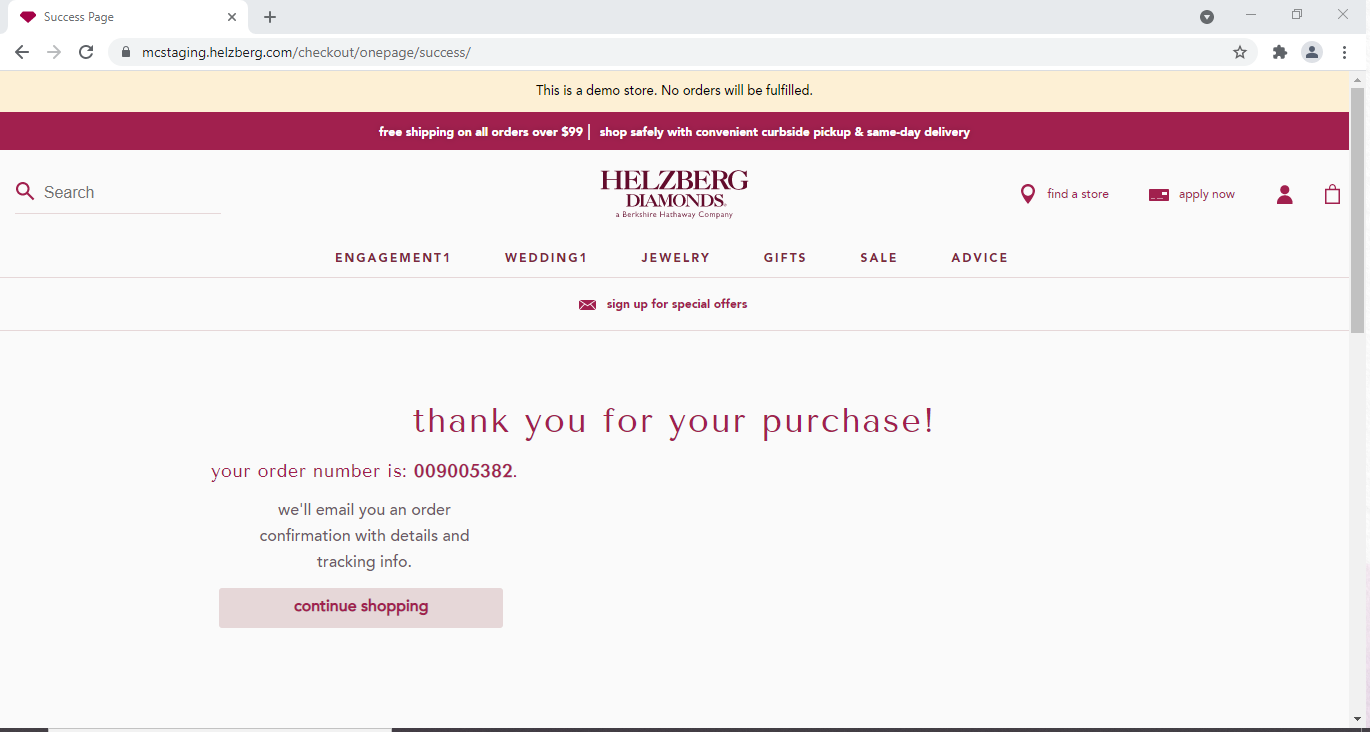 Success Page
mcstaging.helzberg.com/checkout/onepage/success/
This is a demo store. No orders will be fulfilled.
free shipping on all orders over $99 | shop safely with convenient curbside pickup & same-day delivery
Search
HELZBERG
DIAMONDS.
a Berkshire Hathaway Company
find a store
apply now
ENGAGEMENT1 WEDDING1 JEWELRY GIFTS SALE ADVICE
sign up for special offers
thank you for your purchase!
your order number is: 009005382.
we'll email you an order
confirmation with details and
tracking info.
continue shopping